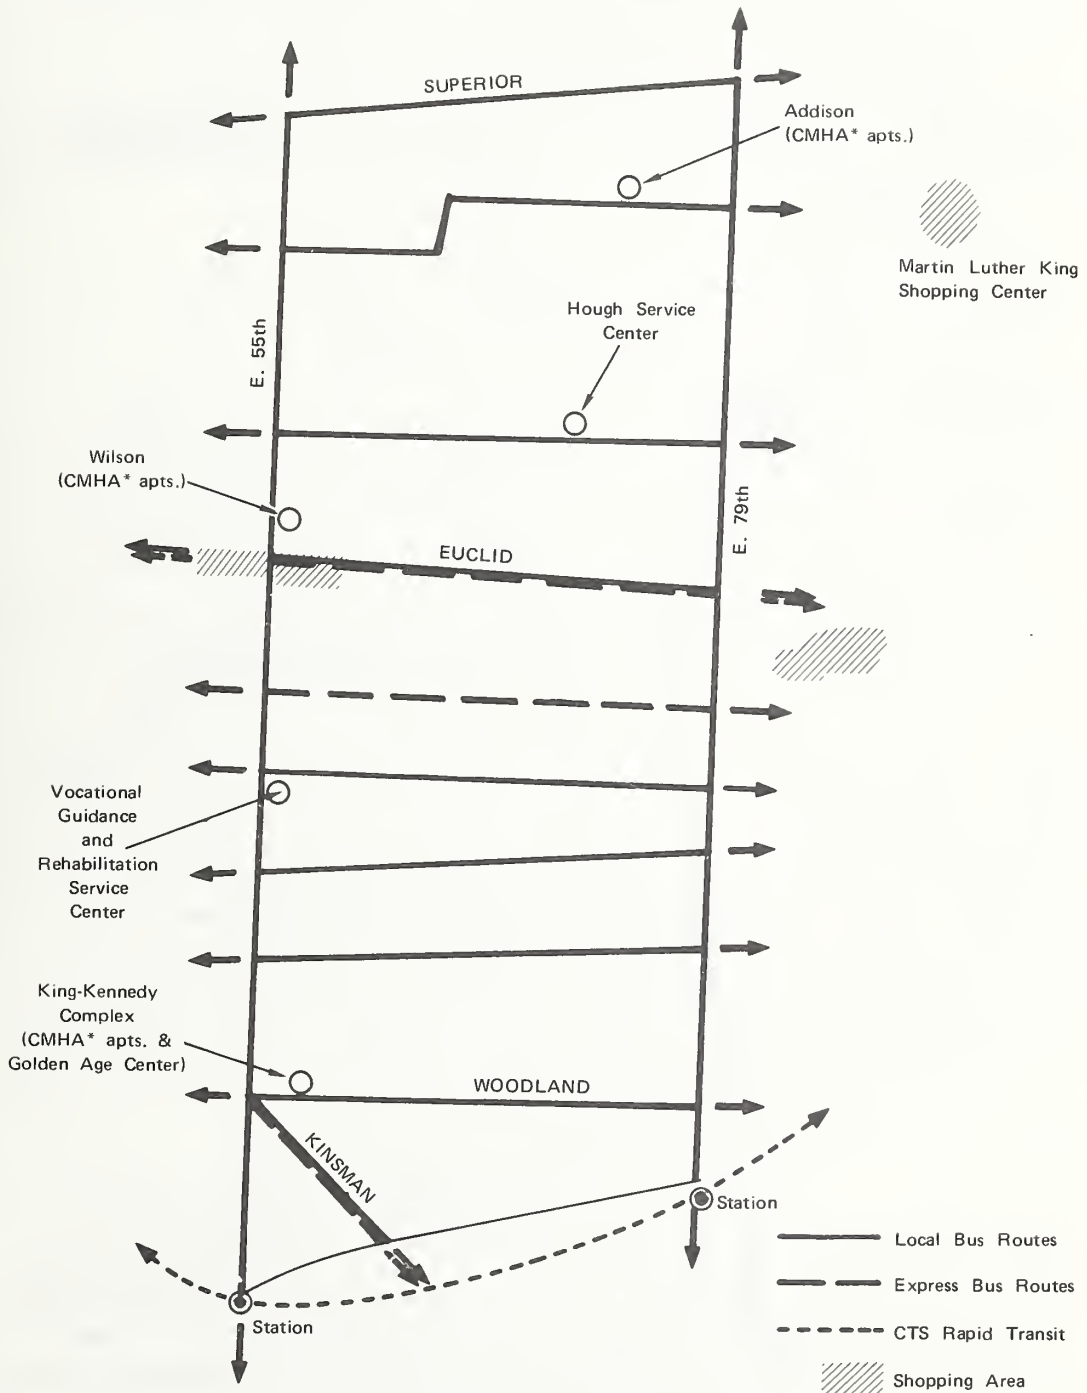 SUPERIOR
Addison
(CMHA* apts.)
Martin Luther King
Shopping Center
Hough Service
Center
E. 55th
Wilson
(CMHA* apts.)
E. 79th
EUCLID
Vocational
Guidance
and
Rehabilitation
Service
Center
King-Kennedy
Complex
(CMHA* apts. &
Golden Age Center)
WOODLAND
KINSMAN
Station
Station
Local Bus Routes
Express Bus Routes
CTS Rapid Transit
Shopping Area